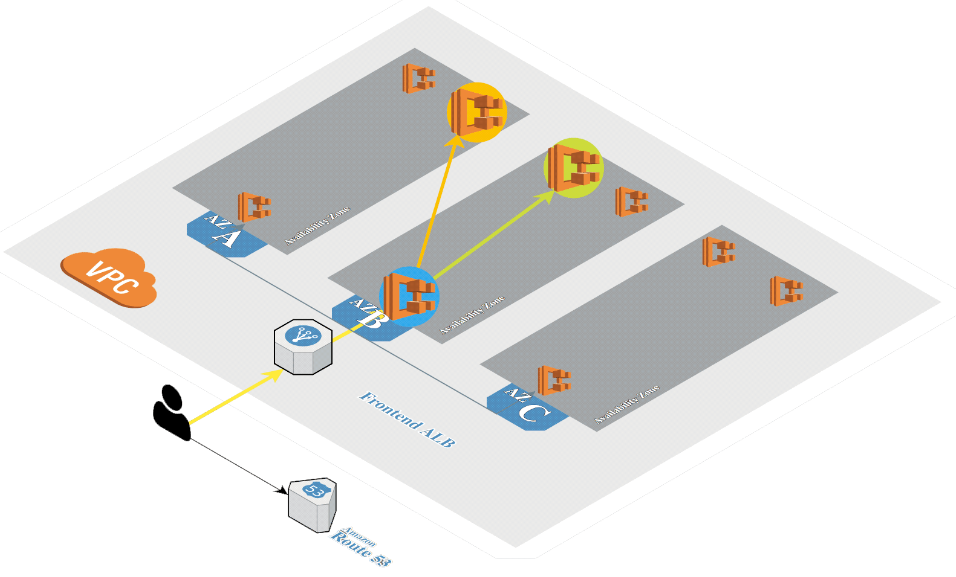 Availability Zone
AZ A
VPC
Availability Zone
AZ B
Availability Zone
AZ C
Frontend ALB
53
Amazon
Route 53